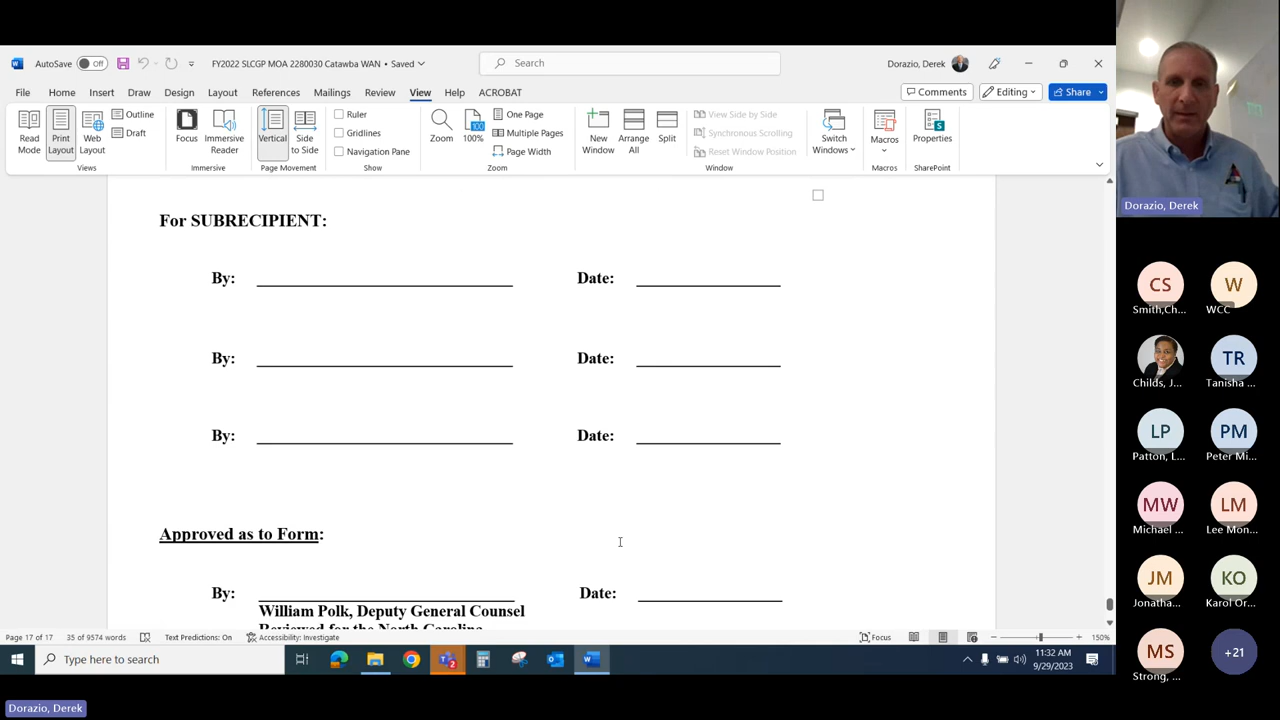 AutoSave Off FY2022 SLCGP MOA 2280030 Catawba WAN • Saved Search Dorazio, Derek
File Home Insert Draw Design Layout References Mailings Review View Help ACROBAT Comments Editing Share
Read Mode Print Layout Web Layout Outline Draft Focus Immersive Reader Vertical Side to Side Ruler Gridlines Navigation Pane Zoom 100% One Page Multiple Pages Page Width New Window Arrange All Split View Side by Side Synchronous Scrolling Reset Window Position Switch Windows Macros Properties
Views Immersive Page Movement Show Zoom Window Macros SharePoint
For SUBRECIPIENT:
By: Date:
By: Date:
By: Date:
Approved as to Form:
By: Date:
William Polk, Deputy General Counsel
Reviewed for the North Carolina
Page 17 of 17 35 of 9574 words Text Predictions: On Accessibility: Investigate Focus 150%
Type here to search 11:32 AM
9/29/2023
Dorazio, Derek
Dorazio, Derek
CS W
Smith,Ch... WCC
TR
Childs, J... Tanisha ...
LP PM
Patton, L... Peter Mi...
MW LM
Michael ... Lee Mon...
JM KO
Jonatha... Karol Or...
MS +21
Strong, ...